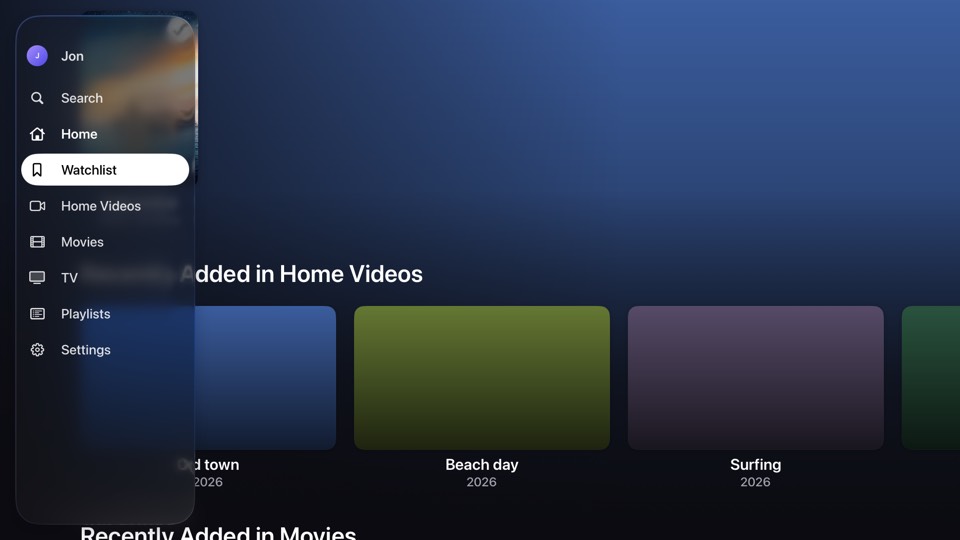 J
Jon
Search
Home
Watchlist
Home Videos
Movies
TV
Playlists
Settings
Added in Home Videos
town
2026
Beach day
2026
Surfing
2026
Recently Added in Movies